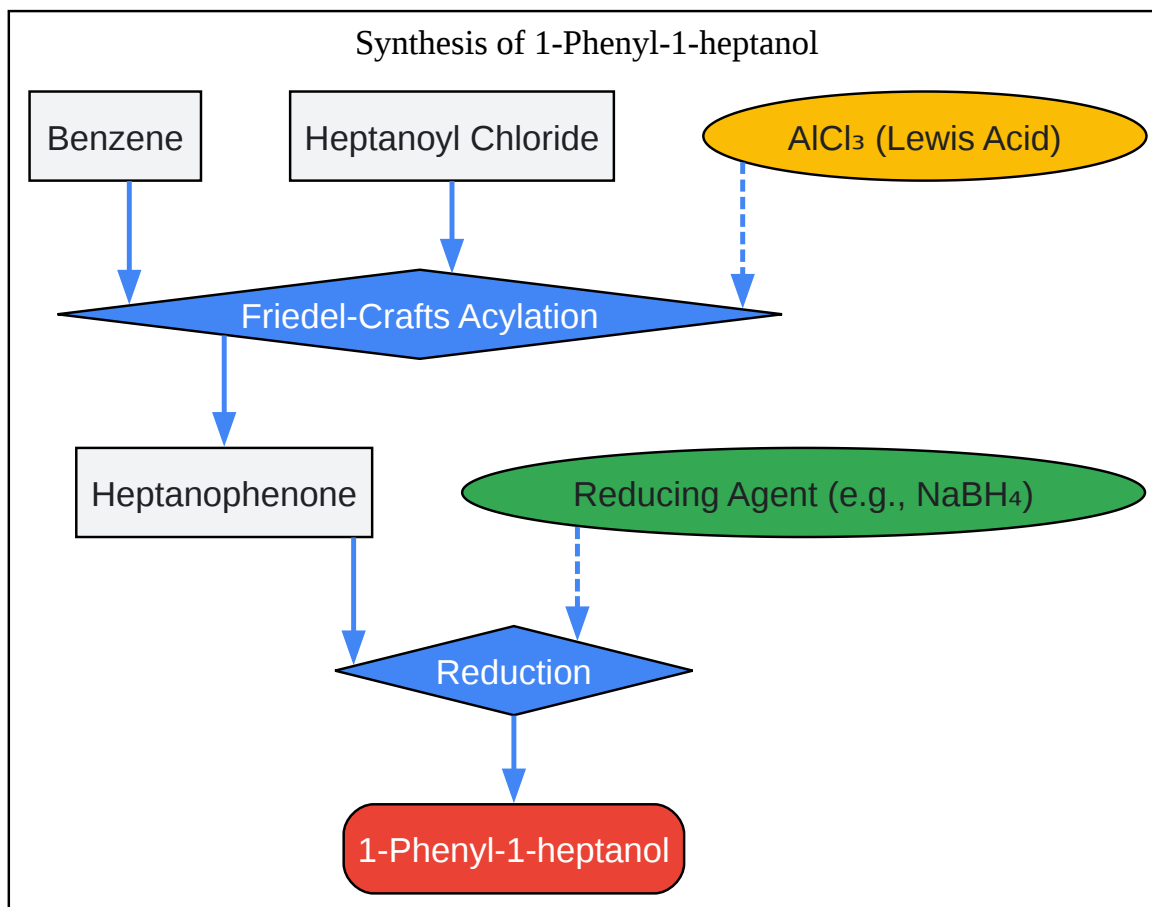 Synthesis of 1-Phenyl-1-heptanol
Benzene
Heptanoyl Chloride
AlCl₃ (Lewis Acid)
Friedel-Crafts Acylation
Heptanophenone
Reducing Agent (e.g., NaBH₄)
Reduction
1-Phenyl-1-heptanol